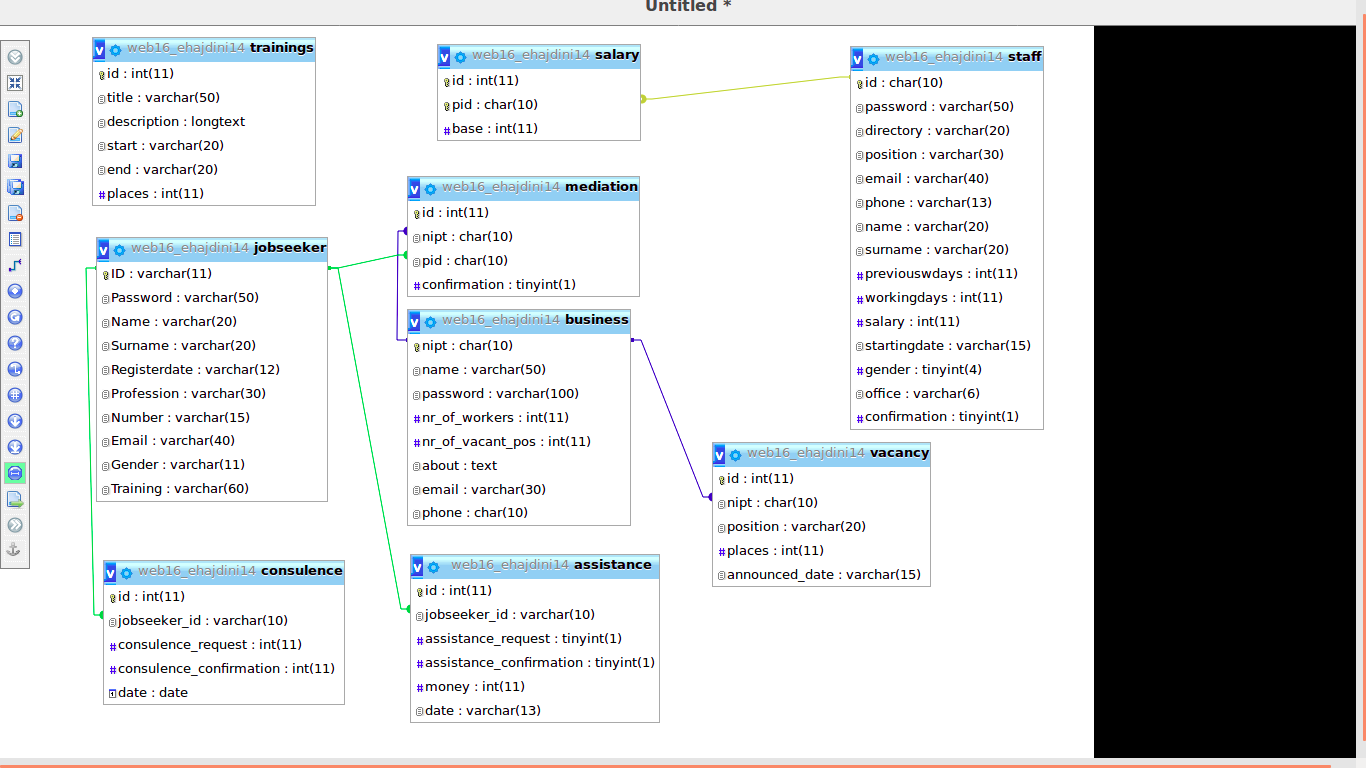 Untitled *
web16_ehajdini14 trainings
id : int(11)
title : varchar(50)
description : longtext
start : varchar(20)
end : varchar(20)
places : int(11)
web16_ehajdini14 salary
id : int(11)
pid : char(10)
base : int(11)
web16_ehajdini14 staff
id : char(10)
password : varchar(50)
directory : varchar(20)
position : varchar(30)
email : varchar(40)
phone : varchar(13)
name : varchar(20)
surname : varchar(20)
previouswdays : int(11)
workingdays : int(11)
salary : int(11)
startingdate : varchar(15)
gender : tinyint(4)
office : varchar(6)
confirmation : tinyint(1)
web16_ehajdini14 mediation
id : int(11)
nipt : char(10)
pid : char(10)
confirmation : tinyint(1)
web16_ehajdini14 jobseeker
ID : varchar(11)
Password : varchar(50)
Name : varchar(20)
Surname : varchar(20)
Registerdate : varchar(12)
Profession : varchar(30)
Number : varchar(15)
Email : varchar(40)
Gender : varchar(11)
Training : varchar(60)
web16_ehajdini14 business
nipt : char(10)
name : varchar(50)
password : varchar(100)
nr_of_workers : int(11)
nr_of_vacant_pos : int(11)
about : text
email : varchar(30)
phone : char(10)
web16_ehajdini14 vacancy
id : int(11)
nipt : char(10)
position : varchar(20)
places : int(11)
announced_date : varchar(15)
web16_ehajdini14 consulence
id : int(11)
jobseeker_id : varchar(10)
consulence_request : int(11)
consulence_confirmation : int(11)
date : date
web16_ehajdini14 assistance
id : int(11)
jobseeker_id : varchar(10)
assistance_request : tinyint(1)
assistance_confirmation : tinyint(1)
money : int(11)
date : varchar(13)